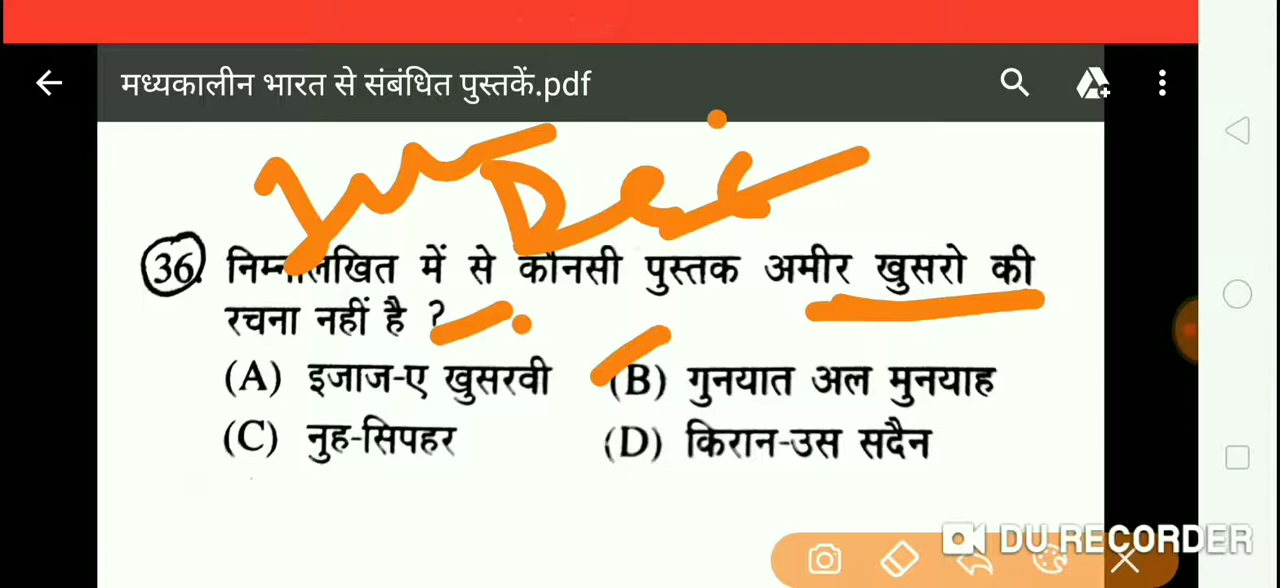 मध्यकालीन भारत से संबंधित पुस्तकें.pdf
36. निम्नलिखित में से कौनसी पुस्तक अमीर खुसरो की
रचना नहीं है ?
(A) इजाज-ए खुसरवी (B) गुनयात अल मुनयाह
(C) नुह-सिपहर (D) किरान-उस सदैन
DU RECORDER